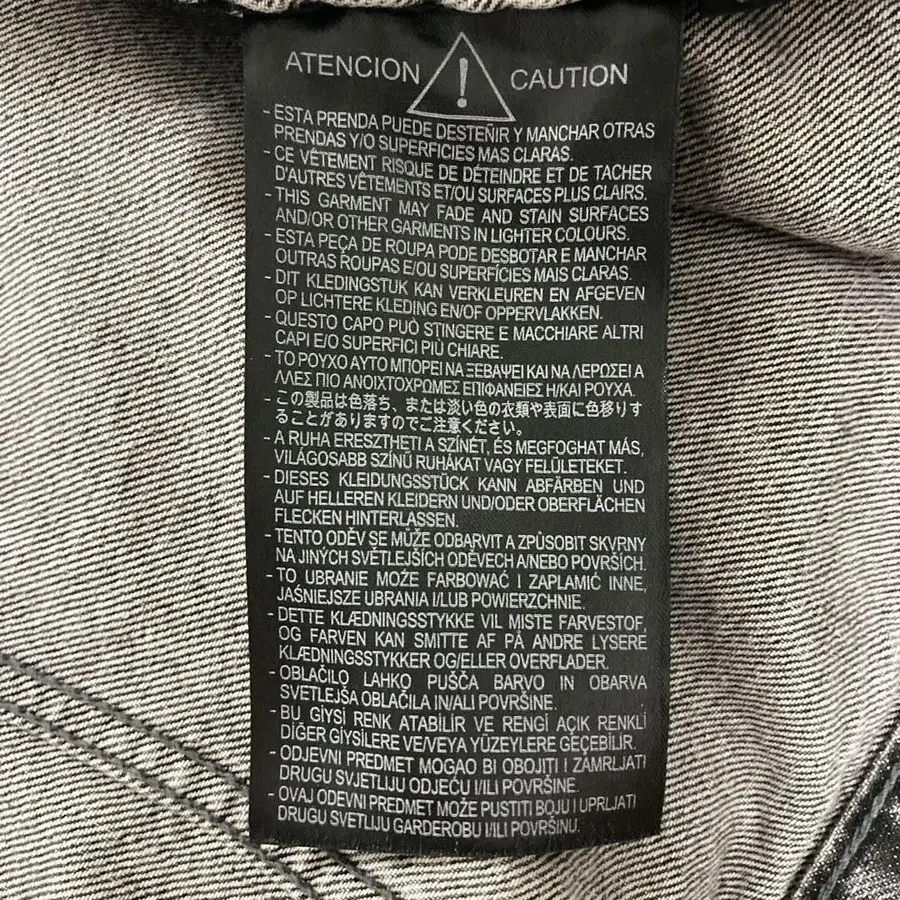 ATENCION ! CAUTION
- ESTA PRENDA PUEDE DESTEÑIR Y MANCHAR OTRAS
PRENDAS Y/O SUPERFICIES MAS CLARAS.
- CE VÊTEMENT RISQUE DE DÉTEINDRE ET DE TACHER
D'AUTRES VÊTEMENTS ET/OU SURFACES PLUS CLAIRS.
- THIS GARMENT MAY FADE AND STAIN SURFACES
AND/OR OTHER GARMENTS IN LIGHTER COLOURS.
- ESTA PEÇA DE ROUPA PODE DESBOTAR E MANCHAR
OUTRAS ROUPAS E/OU SUPERFÍCIES MAIS CLARAS.
- DIT KLEDINGSTUK KAN VERKLEUREN EN AFGEVEN
OP LICHTERE KLEDING EN/OF OPPERVLAKKEN.
- QUESTO CAPO PUÒ STINGERE E MACCHIARE ALTRI
CAPI E/O SUPERFICI PIÙ CHIARE.
- ΤΟ ΡΟΥΧΟ ΑΥΤΟ ΜΠΟΡΕΙ ΝΑ ΞΕΒΑΨΕΙ ΚΑΙ ΝΑ ΛΕΡΩΣΕΙ Α
ΛΛΕΣ ΠΙΟ ΑΝΟΙΧΤΟΧΡΩΜΕΣ ΕΠΙΦΑΝΕΙΕΣ Η/ΚΑΙ ΡΟΥΧΑ.
- この製品は色落ち、または淡い色の衣類や表面に色移りす
ることがありますのでご注意ください。
- A RUHA ERESZTHETI A SZÍNÉT, ÉS MEGFOGHAT MÁS,
VILÁGOSABB SZÍNŰ RUHÁKAT VAGY FELÜLETEKET.
- DIESES KLEIDUNGSSTÜCK KANN ABFÄRBEN UND
AUF HELLEREN KLEIDERN UND/ODER OBERFLÄCHEN
FLECKEN HINTERLASSEN.
- TENTO ODĚV SE MŮŽE ODBARVIT A ZPŮSOBIT SKVRNY
NA JINÝCH SVĚTLEJŠÍCH ODĚVECH A/NEBO POVRŠÍCH.
- TO UBRANIE MOŻE FARBOWAĆ I ZAPLAMIĆ INNE,
JAŚNIEJSZE UBRANIA I/LUB POWIERZCHNIE.
- DETTE KLÆDNINGSSTYKKE VIL MISTE FARVESTOF,
OG FARVEN KAN SMITTE AF PÅ ANDRE LYSERE
KLÆDNINGSSTYKKER OG/ELLER OVERFLADER.
- OBLAČILO LAHKO PUŠČA BARVO IN OBARVA
SVETLEJŠA OBLAČILA IN/ALI POVRŠINE.
- BU GİYSİ RENK ATABİLİR VE RENGİ AÇIK RENKLİ
DİĞER GİYSİLERE VE/VEYA YÜZEYLERE GEÇEBİLİR.
- ODJEVNI PREDMET MOGAO BI OBOJITI I ZAMRLJATI
DRUGU SVJETLIJU ODJEĆU I/ILI POVRŠINE.
- OVAJ ODEVNI PREDMET MOŽE PUSTITI BOJU I UPRLJATI
DRUGU SVETLIJU GARDEROBU I/ILI POVRŠINU.